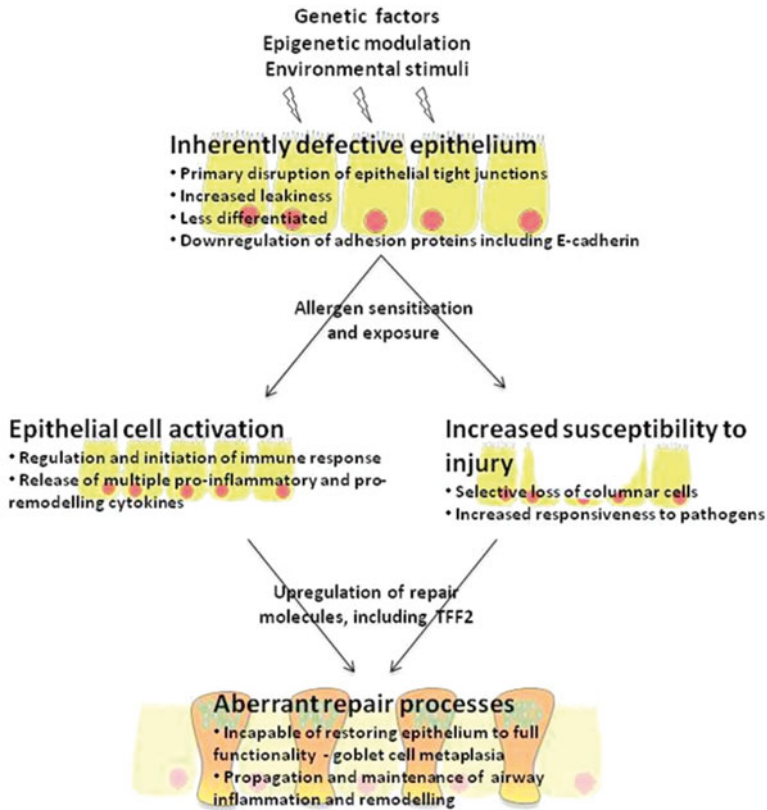 Genetic factors
Epigenetic modulation
Environmental stimuli
Inherently defective epithelium
• Primary disruption of epithelial tight junctions
• Increased leakiness
• Less differentiated
• Downregulation of adhesion proteins including E-cadherin
Allergen sensitisation
and exposure
Epithelial cell activation
• Regulation and initiation of immune response
• Release of multiple pro-inflammatory and pro-
remodelling cytokines
Increased susceptibility to
injury
• Selective loss of columnar cells
• Increased responsiveness to pathogens
Upregulation of repair
molecules, including TFF2
Aberrant repair processes
• Incapable of restoring epithelium to full
functionality - goblet cell metaplasia
• Propagation and maintenance of airway
inflammation and remodelling